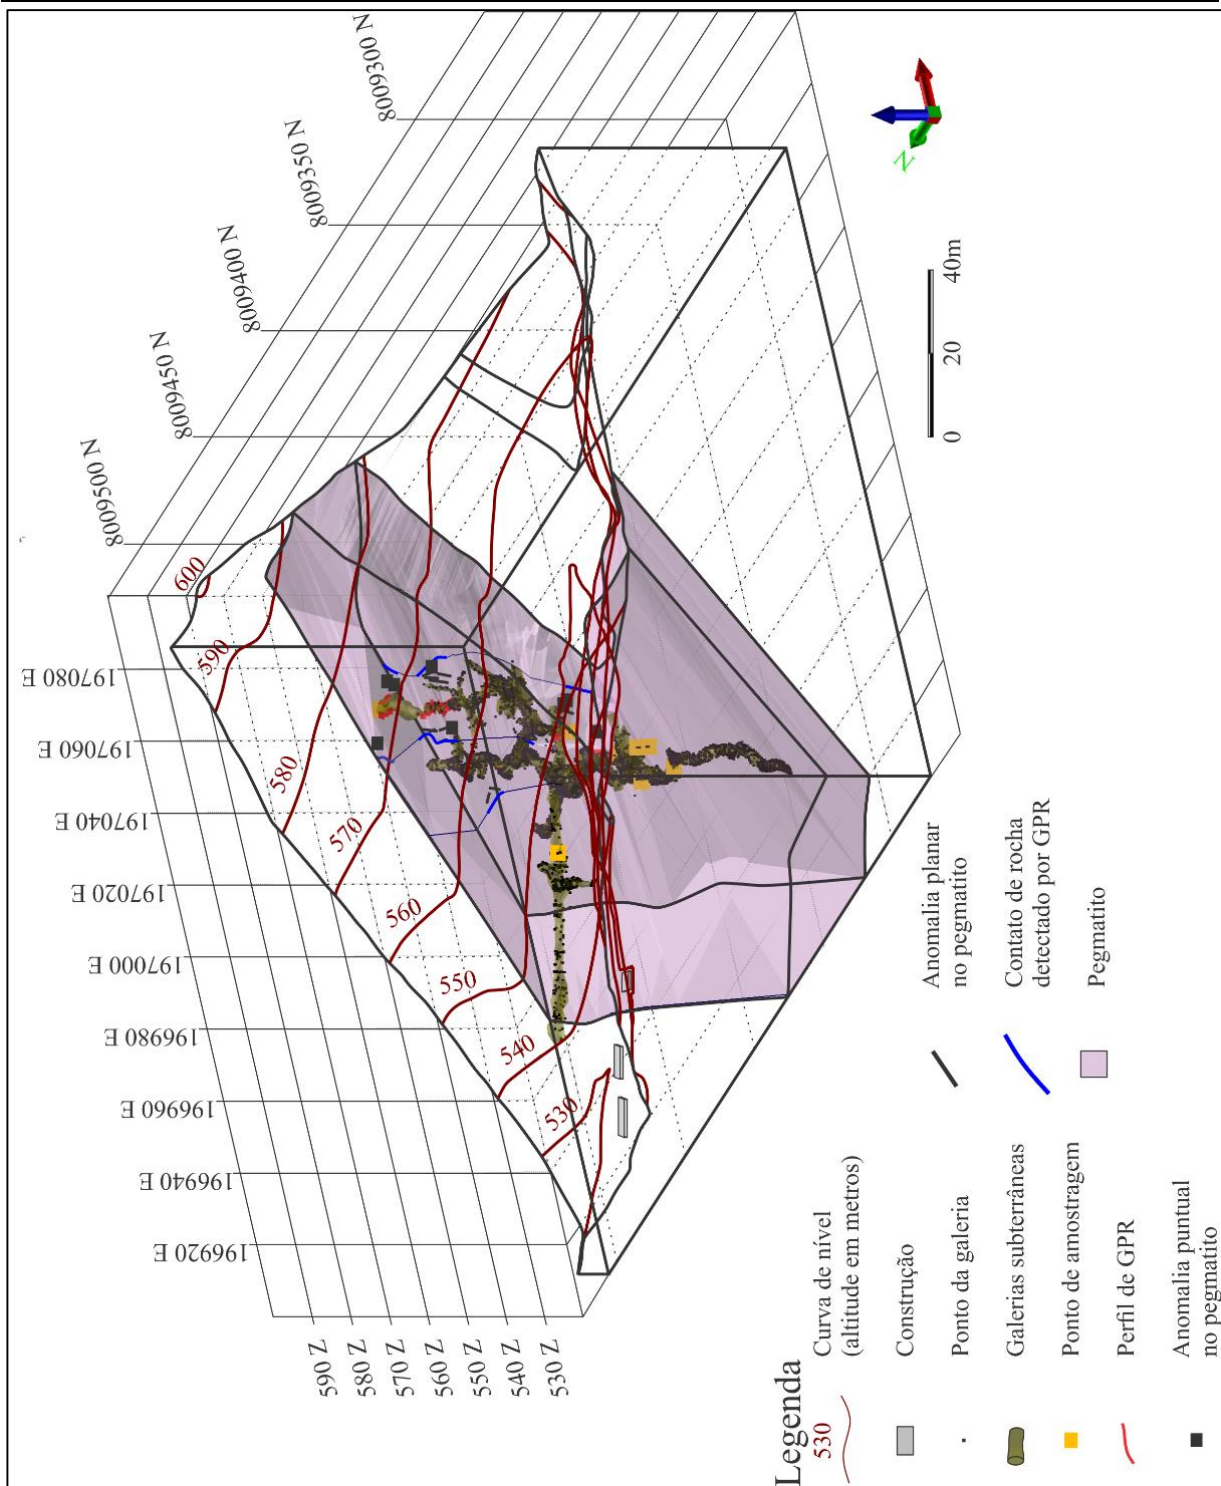 8009500 N
8009450 N
8009400 N
8009350 N
8009300 N
197080 E
197060 E
197040 E
197020 E
197000 E
196980 E
196960 E
196940 E
196920 E
590 Z
580 Z
570 Z
560 Z
550 Z
540 Z
530 Z
600
590
580
570
560
550
540
530
N
0 20 40m
Legenda
530
Curva de nível
(altitude em metros)
Construção
Ponto da galeria
Galerias subterrâneas
Ponto de amostragem
Perfil de GPR
Anomalia puntual
no pegmatito
Anomalia planar
no pegmatito
Contato de rocha
detectado por GPR
Pegmatito